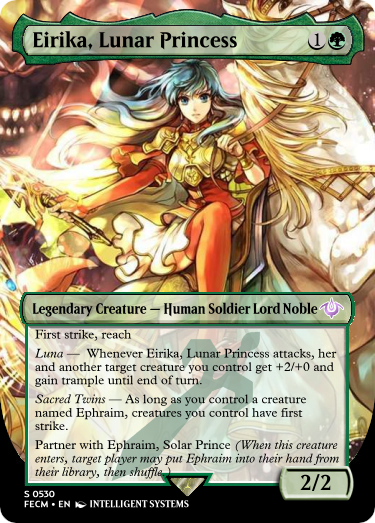 Eirika, Lunar Princess 1
Legendary Creature — Human Soldier Lord Noble
First strike, reach
Luna — Whenever Eirika, Lunar Princess attacks, her
and another target creature you control get +2/+0 and
gain trample until end of turn.
Sacred Twins — As long as you control a creature
named Ephraim, creatures you control have first
strike.
Partner with Ephraim, Solar Prince (When this creature
enters, target player may put Ephraim into their hand from
their library, then shuffle.)
2/2
S 0530
FECM • EN INTELLIGENT SYSTEMS